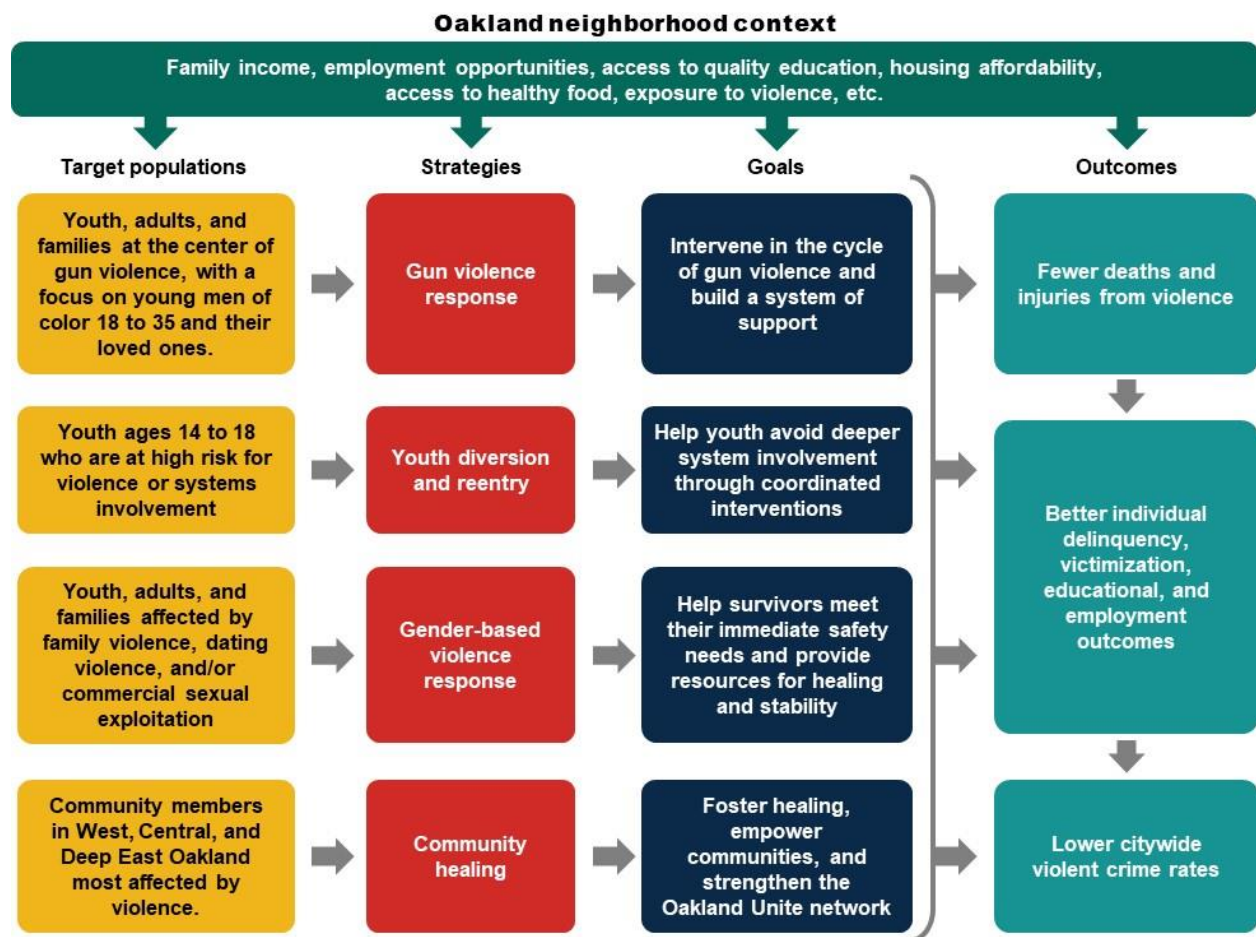 Oakland neighborhood context
Family income, employment opportunities, access to quality education, housing affordability,
access to healthy food, exposure to violence, etc.
Target populations
Strategies
Goals
Outcomes
Youth, adults, and
families at the center of
gun violence, with a
focus on young men of
color 18 to 35 and their
loved ones.
Gun violence
response
Intervene in the cycle
of gun violence and
build a system of
support
Fewer deaths and
injuries from violence
Youth ages 14 to 18
who are at high risk for
violence or systems
involvement
Youth diversion
and reentry
Help youth avoid deeper
system involvement
through coordinated
interventions
Better individual
delinquency,
victimization,
educational, and
employment
outcomes
Youth, adults, and
families affected by
family violence, dating
violence, and/or
commercial sexual
exploitation
Gender-based
violence
response
Help survivors meet
their immediate safety
needs and provide
resources for healing
and stability
Community members
in West, Central, and
Deep East Oakland
most affected by
violence.
Community
healing
Foster healing,
empower
communities, and
strengthen the
Oakland Unite network
Lower citywide
violent crime rates